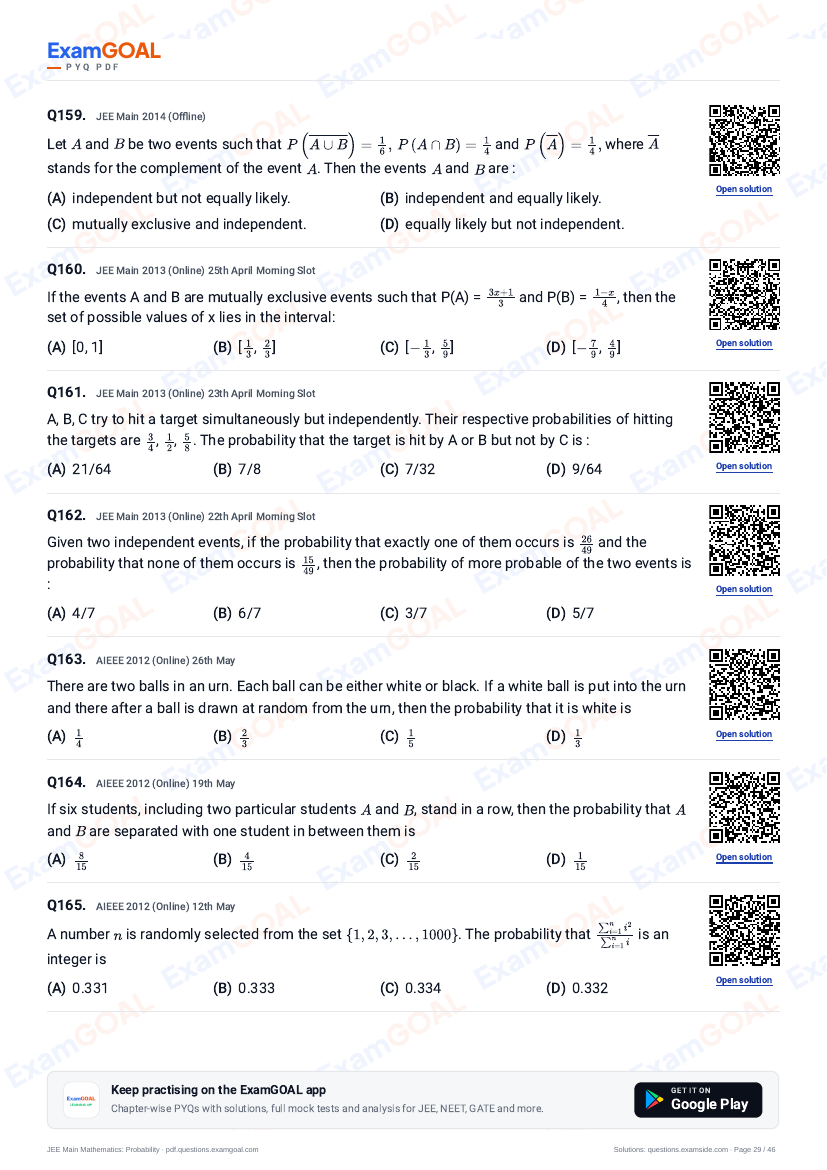 ExamGOAL
PYQ PDF
Q159. JEE Main 2014 (Offline)
Let A and B be two events such that P(\overline{A ∪ B}) = 1/6, P(A ∩ B) = 1/4 and P(\overline{A}) = 1/4, where \overline{A}
stands for the complement of the event A. Then the events A and B are :
(A) independent but not equally likely. (B) independent and equally likely.
(C) mutually exclusive and independent. (D) equally likely but not independent.
Open solution
Q160. JEE Main 2013 (Online) 25th April Morning Slot
If the events A and B are mutually exclusive events such that P(A) = (3x+1)/3 and P(B) = (1−x)/4, then the
set of possible values of x lies in the interval:
(A) [0, 1] (B) [1/3, 2/3] (C) [−1/3, 5/9] (D) [−7/9, 4/9]
Open solution
Q161. JEE Main 2013 (Online) 23th April Morning Slot
A, B, C try to hit a target simultaneously but independently. Their respective probabilities of hitting
the targets are 3/4, 1/2, 5/8. The probability that the target is hit by A or B but not by C is :
(A) 21/64 (B) 7/8 (C) 7/32 (D) 9/64
Open solution
Q162. JEE Main 2013 (Online) 22th April Morning Slot
Given two independent events, if the probability that exactly one of them occurs is 26/49 and the
probability that none of them occurs is 15/49, then the probability of more probable of the two events is
:
(A) 4/7 (B) 6/7 (C) 3/7 (D) 5/7
Open solution
Q163. AIEEE 2012 (Online) 26th May
There are two balls in an urn. Each ball can be either white or black. If a white ball is put into the urn
and there after a ball is drawn at random from the urn, then the probability that it is white is
(A) 1/4 (B) 2/3 (C) 1/5 (D) 1/3
Open solution
Q164. AIEEE 2012 (Online) 19th May
If six students, including two particular students A and B, stand in a row, then the probability that A
and B are separated with one student in between them is
(A) 8/15 (B) 4/15 (C) 2/15 (D) 1/15
Open solution
Q165. AIEEE 2012 (Online) 12th May
A number n is randomly selected from the set {1, 2, 3, . . . , 1000}. The probability that (∑_{i=1}^{n} i^2)/(∑_{i=1}^{n} i) is an
integer is
(A) 0.331 (B) 0.333 (C) 0.334 (D) 0.332
Open solution
ExamGOAL
Keep practising on the ExamGOAL app
Chapter-wise PYQs with solutions, full mock tests and analysis for JEE, NEET, GATE and more.
GET IT ON
Google Play
JEE Main Mathematics: Probability · pdf.questions.examgoal.com
Solutions: questions.examside.com · Page 29 / 46